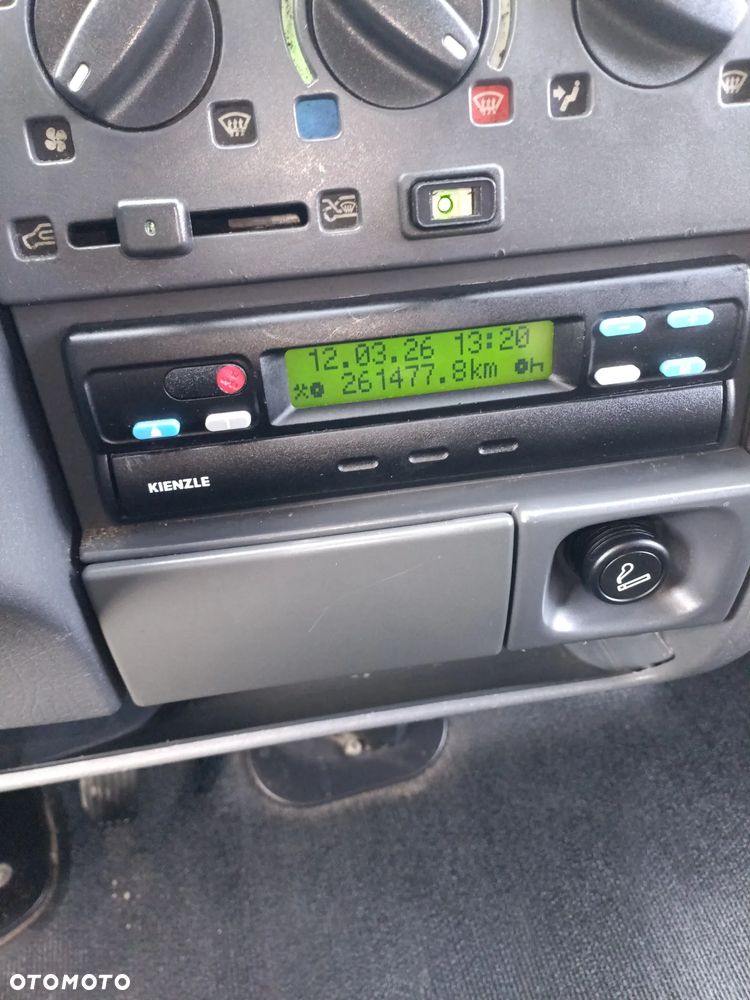 12.03.26 13:20
261477.8km
KIENZLE
OTOMOTO